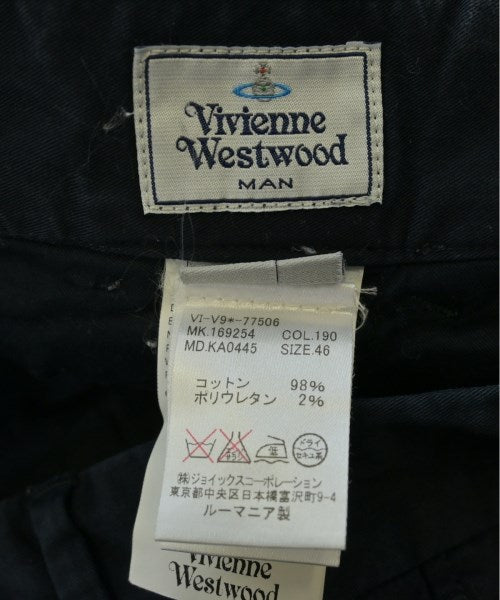 Vivienne
Westwood
MAN
VI-V9*-77506
MK.169254 COL.190
MD.KA0445 SIZE.46
コットン 98%
ポリウレタン 2%
低
ドライ
セキユ系
㈱ジョイックスコーポレーション
東京都中央区日本橋富沢町9-4
ルーマニア製
Vivienne
Westwood